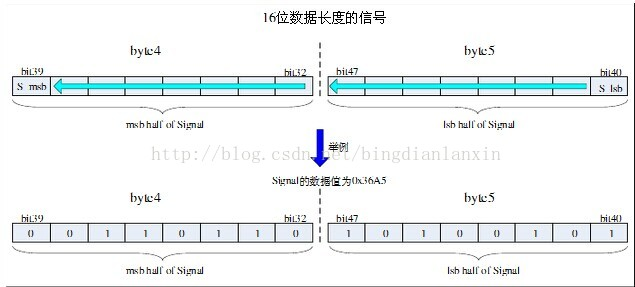 16位数据长度的信号
byte4 byte5
bit39 bit32 bit47 bit40
S_msb S_lsb
msb half of Signal lsb half of Signal
http://blog.csdn.net/bingdianlanxin
举例
Signal的数据值为0x36A5
byte4 byte5
bit39 bit32 bit47 bit40
0 0 1 1 0 1 1 0 1 0 1 0 0 1 0 1
msb half of Signal lsb half of Signal